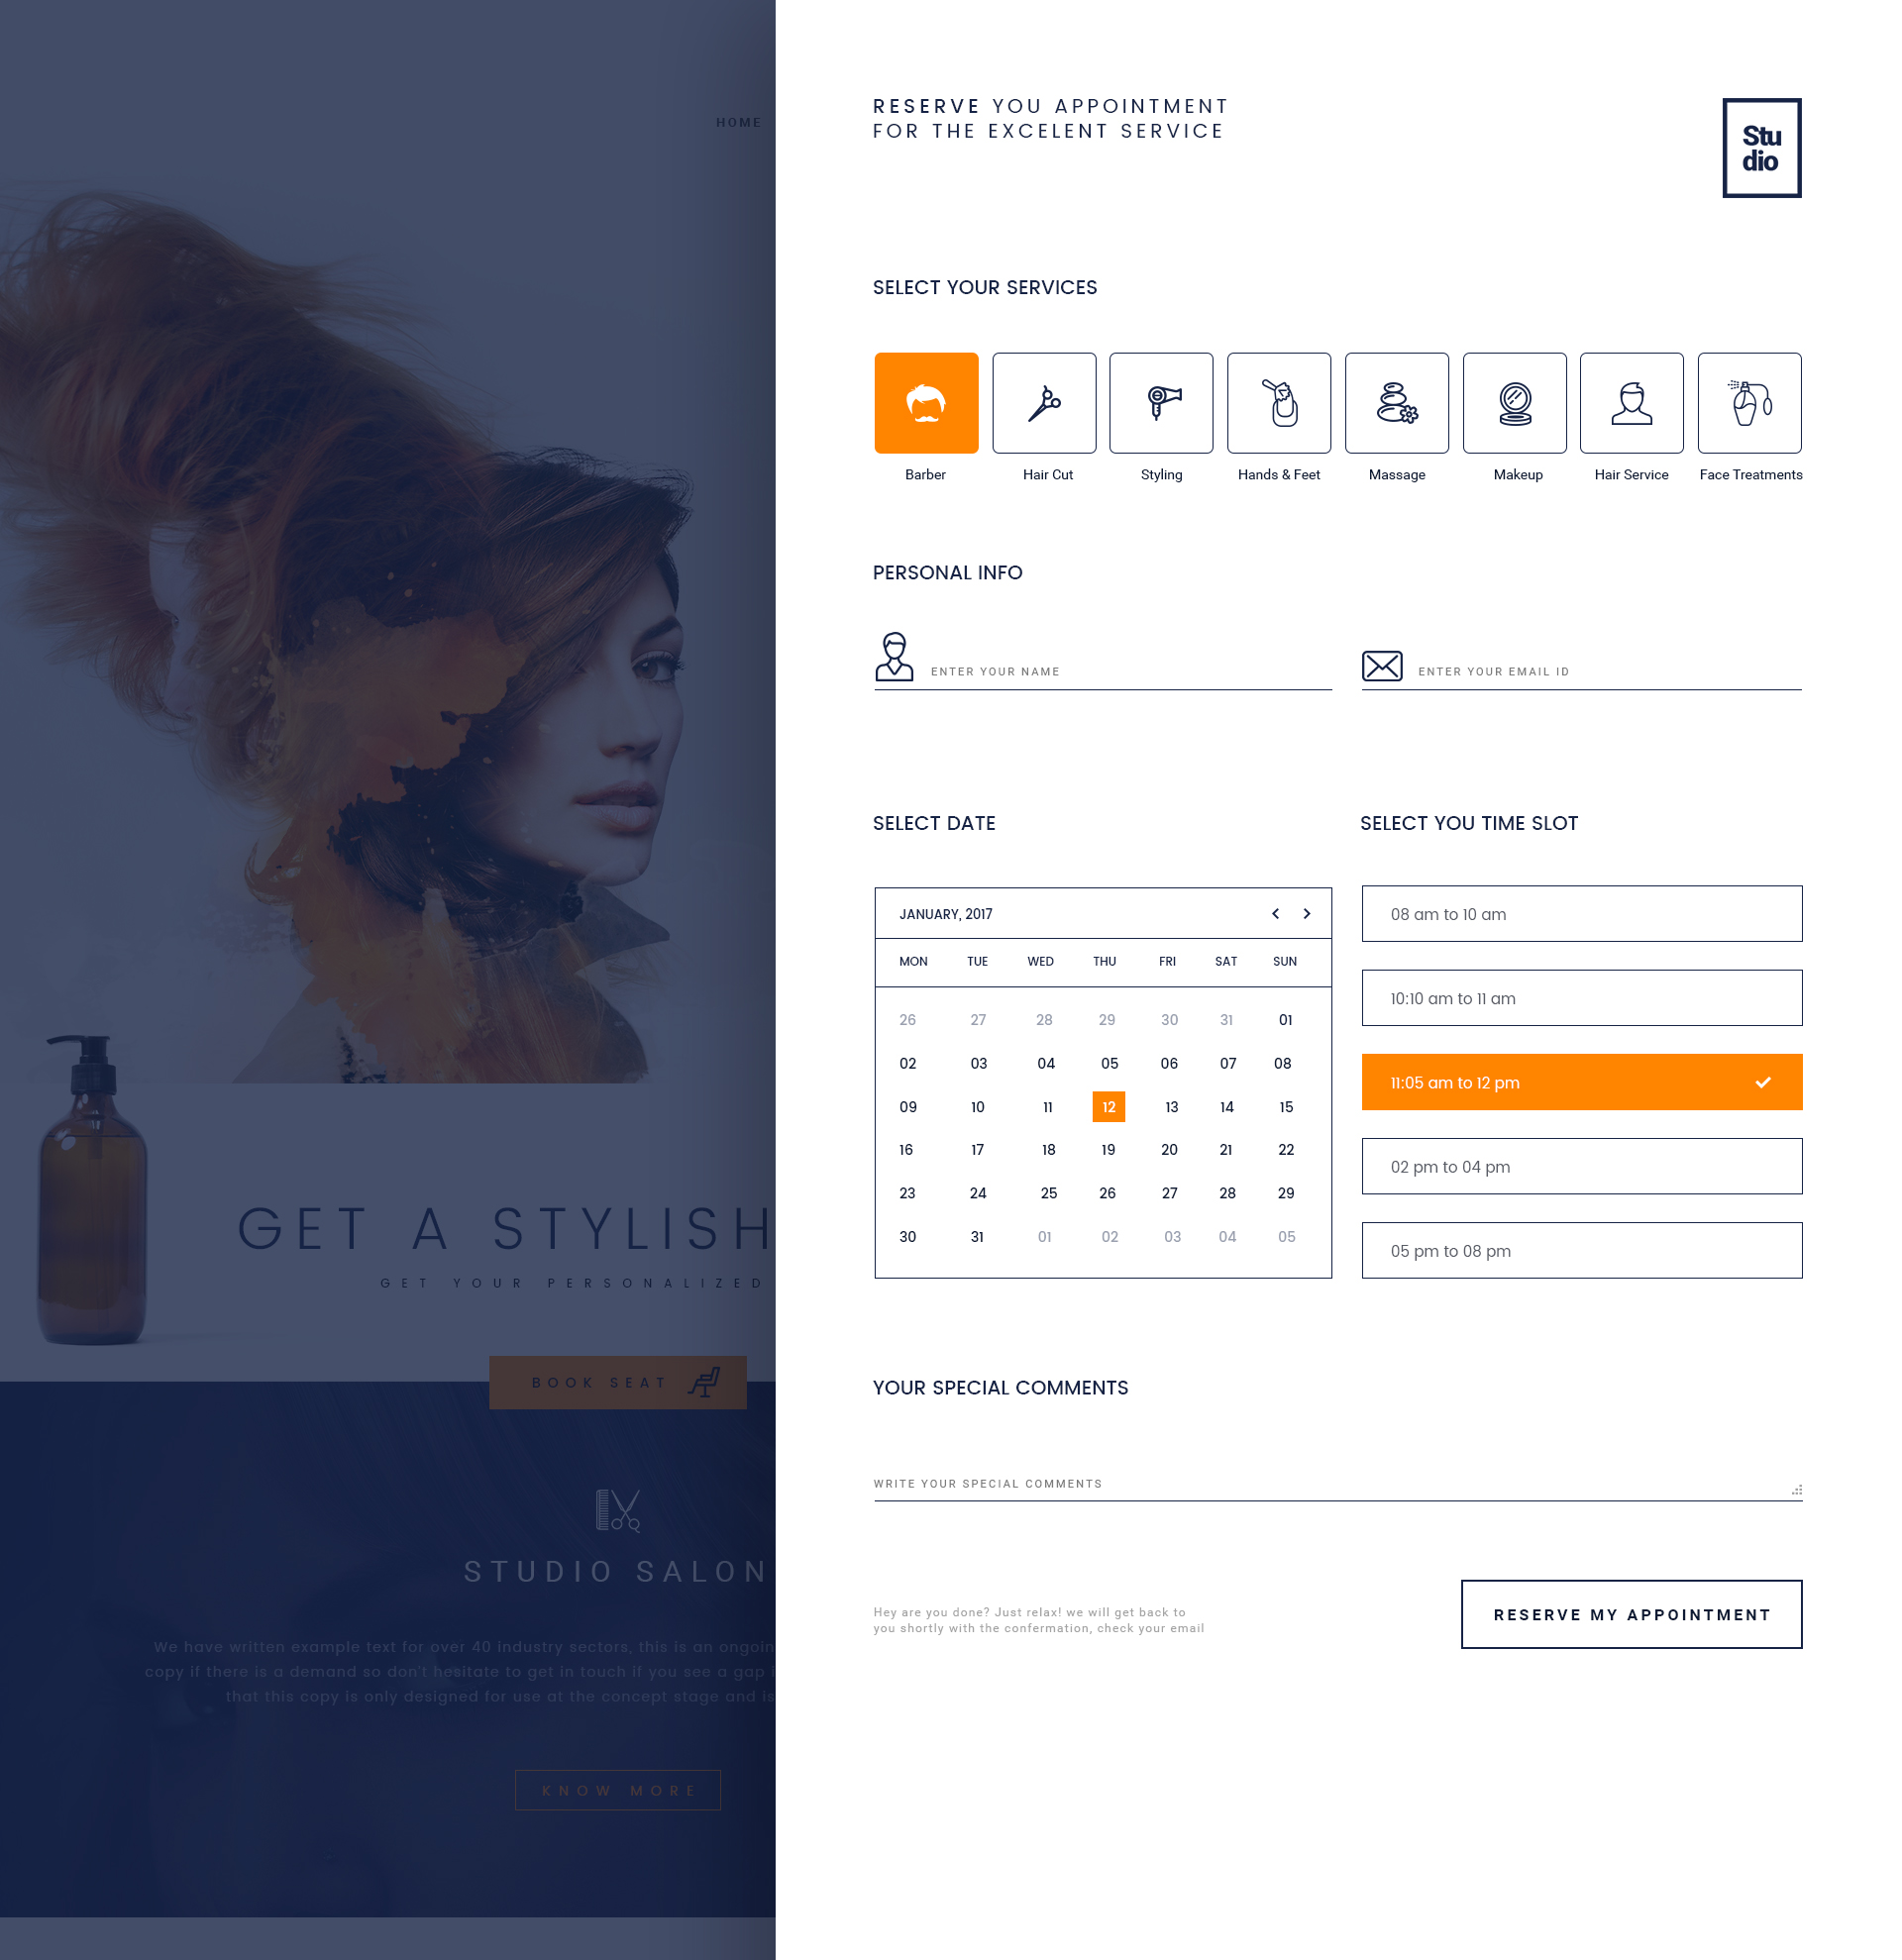 HOME
GET A STYLISH
GET YOUR PERSONALIZED
BOOK SEAT
STUDIO SALON
We have written example text for over 40 industry sectors, this is an ongoin
copy if there is a demand so don't hesitate to get in touch if you see a gap
that this copy is only designed for use at the concept stage and is
KNOW MORE
RESERVE YOU APPOINTMENT
FOR THE EXCELENT SERVICE
Stu
dio
SELECT YOUR SERVICES
Barber Hair Cut Styling Hands & Feet Massage Makeup Hair Service Face Treatments
PERSONAL INFO
ENTER YOUR NAME
ENTER YOUR EMAIL ID
SELECT DATE
JANUARY, 2017
MON TUE WED THU FRI SAT SUN
26 27 28 29 30 31 01
02 03 04 05 06 07 08
09 10 11 12 13 14 15
16 17 18 19 20 21 22
23 24 25 26 27 28 29
30 31 01 02 03 04 05
SELECT YOU TIME SLOT
08 am to 10 am
10:10 am to 11 am
11:05 am to 12 pm
02 pm to 04 pm
05 pm to 08 pm
YOUR SPECIAL COMMENTS
WRITE YOUR SPECIAL COMMENTS
Hey are you done? Just relax! we will get back to
you shortly with the confermation, check your email
RESERVE MY APPOINTMENT